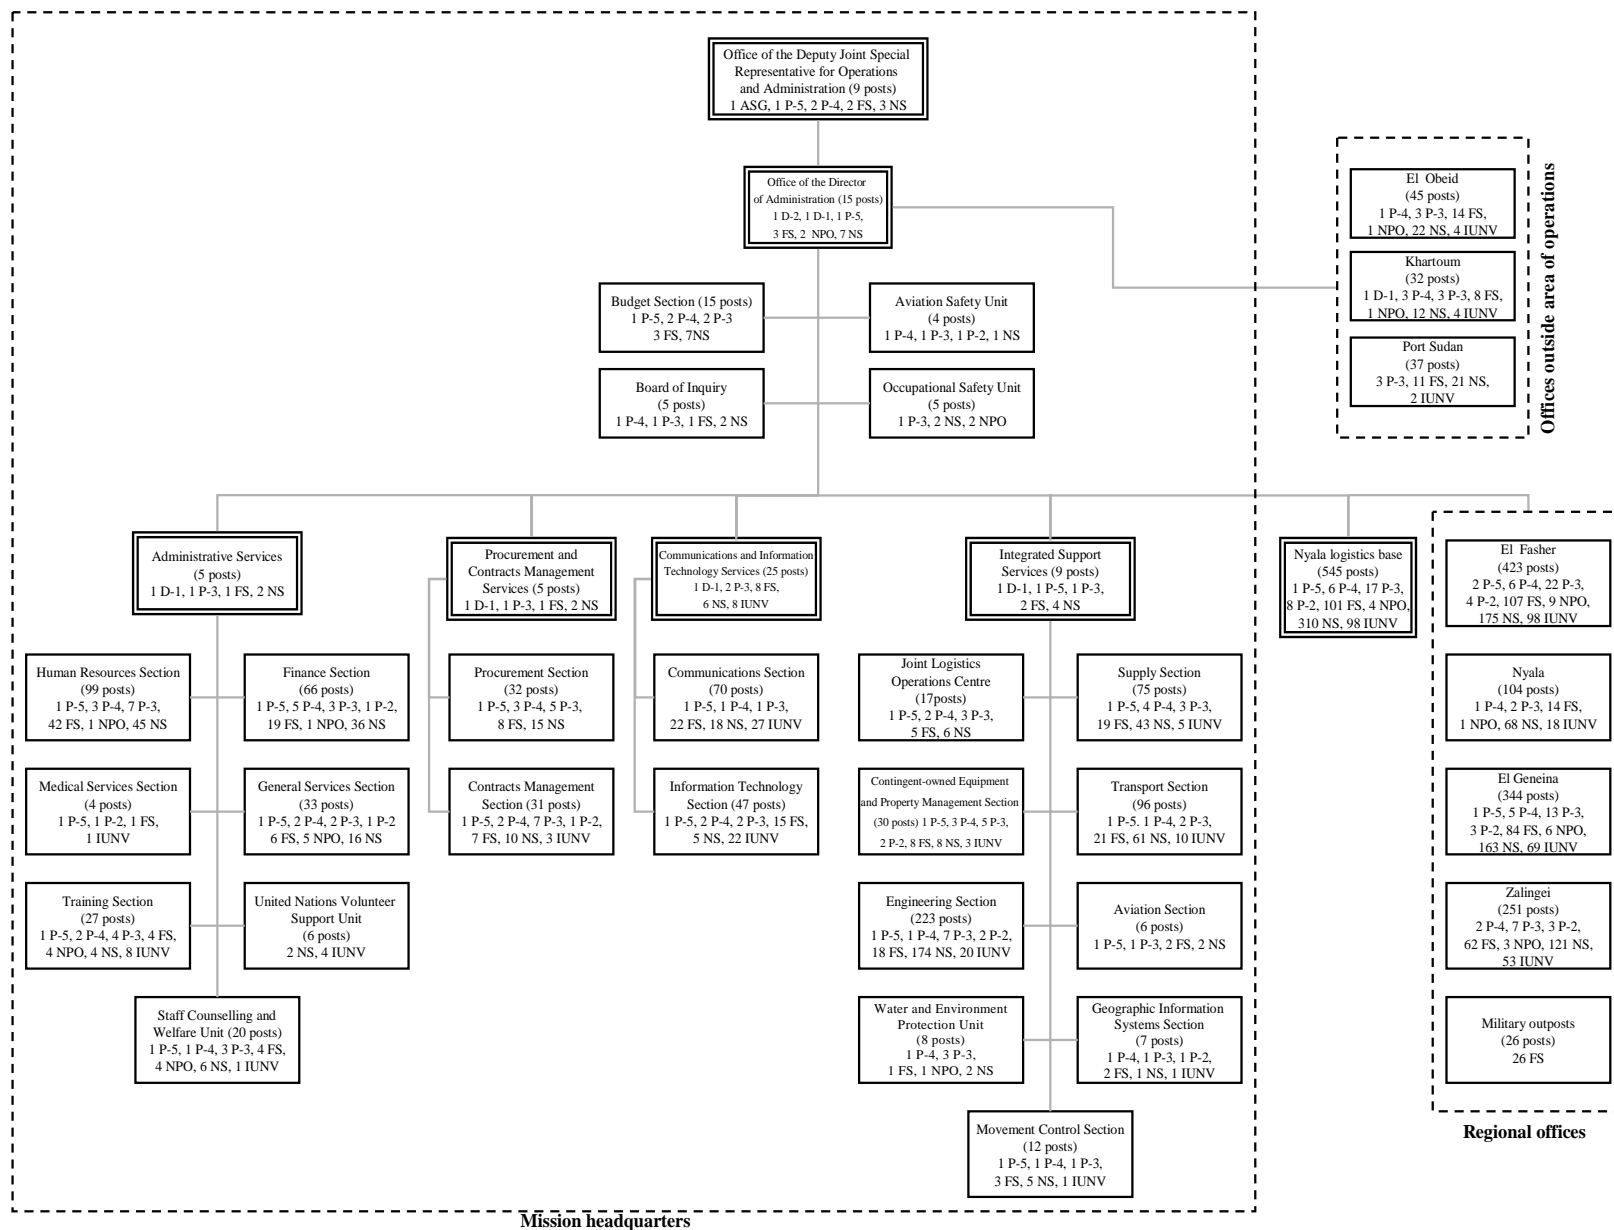 Office of the Deputy Joint Special
Representative for Operations
and Administration (9 posts)
1 ASG, 1 P-5, 2 P-4, 2 FS, 3 NS
Office of the Director
of Administration (15 posts)
1 D-2, 1 D-1, 1 P-5,
3 FS, 2 NPO, 7 NS
Budget Section (15 posts)
1 P-5, 2 P-4, 2 P-3
3 FS, 7NS
Aviation Safety Unit
(4 posts)
1 P-4, 1 P-3, 1 P-2, 1 NS
Board of Inquiry
(5 posts)
1 P-4, 1 P-3, 1 FS, 2 NS
Occupational Safety Unit
(5 posts)
1 P-3, 2 NS, 2 NPO
El Obeid
(45 posts)
1 P-4, 3 P-3, 14 FS,
1 NPO, 22 NS, 4 IUNV
Khartoum
(32 posts)
1 D-1, 3 P-4, 3 P-3, 8 FS,
1 NPO, 12 NS, 4 IUNV
Port Sudan
(37 posts)
3 P-3, 11 FS, 21 NS,
2 IUNV
Offices outside area of operations
Administrative Services
(5 posts)
1 D-1, 1 P-3, 1 FS, 2 NS
Human Resources Section
(99 posts)
1 P-5, 3 P-4, 7 P-3,
42 FS, 1 NPO, 45 NS
Finance Section
(66 posts)
1 P-5, 5 P-4, 3 P-3, 1 P-2,
19 FS, 1 NPO, 36 NS
Medical Services Section
(4 posts)
1 P-5, 1 P-2, 1 FS,
1 IUNV
General Services Section
(33 posts)
1 P-5, 2 P-4, 2 P-3, 1 P-2
6 FS, 5 NPO, 16 NS
Training Section
(27 posts)
1 P-5, 2 P-4, 4 P-3, 4 FS,
4 NPO, 4 NS, 8 IUNV
United Nations Volunteer
Support Unit
(6 posts)
2 NS, 4 IUNV
Staff Counselling and
Welfare Unit (20 posts)
1 P-5, 1 P-4, 3 P-3, 4 FS,
4 NPO, 6 NS, 1 IUNV
Procurement and
Contracts Management
Services (5 posts)
1 D-1, 1 P-3, 1 FS, 2 NS
Procurement Section
(32 posts)
1 P-5, 3 P-4, 5 P-3,
8 FS, 15 NS
Contracts Management
Section (31 posts)
1 P-5, 2 P-4, 7 P-3, 1 P-2,
7 FS, 10 NS, 3 IUNV
Communications and Information
Technology Services (25 posts)
1 D-1, 2 P-3, 8 FS,
6 NS, 8 IUNV
Communications Section
(70 posts)
1 P-5, 1 P-4, 1 P-3,
22 FS, 18 NS, 27 IUNV
Information Technology
Section (47 posts)
1 P-5, 2 P-4, 2 P-3, 15 FS,
5 NS, 22 IUNV
Integrated Support
Services (9 posts)
1 D-1, 1 P-5, 1 P-3,
2 FS, 4 NS
Joint Logistics
Operations Centre
(17posts)
1 P-5, 2 P-4, 3 P-3,
5 FS, 6 NS
Supply Section
(75 posts)
1 P-5, 4 P-4, 3 P-3,
19 FS, 43 NS, 5 IUNV
Contingent-owned Equipment
and Property Management Section
(30 posts) 1 P-5, 3 P-4, 5 P-3,
2 P-2, 8 FS, 8 NS, 3 IUNV
Transport Section
(96 posts)
1 P-5. 1 P-4, 2 P-3,
21 FS, 61 NS, 10 IUNV
Engineering Section
(223 posts)
1 P-5, 1 P-4, 7 P-3, 2 P-2,
18 FS, 174 NS, 20 IUNV
Aviation Section
(6 posts)
1 P-5, 1 P-3, 2 FS, 2 NS
Water and Environment
Protection Unit
(8 posts)
1 P-4, 3 P-3,
1 FS, 1 NPO, 2 NS
Geographic Information
Systems Section
(7 posts)
1 P-4, 1 P-3, 1 P-2,
2 FS, 1 NS, 1 IUNV
Movement Control Section
(12 posts)
1 P-5, 1 P-4, 1 P-3,
3 FS, 5 NS, 1 IUNV
Nyala logistics base
(545 posts)
1 P-5, 6 P-4, 17 P-3,
8 P-2, 101 FS, 4 NPO,
310 NS, 98 IUNV
El Fasher
(423 posts)
2 P-5, 6 P-4, 22 P-3,
4 P-2, 107 FS, 9 NPO,
175 NS, 98 IUNV
Nyala
(104 posts)
1 P-4, 2 P-3, 14 FS,
1 NPO, 68 NS, 18 IUNV
El Geneina
(344 posts)
1 P-5, 5 P-4, 13 P-3,
3 P-2, 84 FS, 6 NPO,
163 NS, 69 IUNV
Zalingei
(251 posts)
2 P-4, 7 P-3, 3 P-2,
62 FS, 3 NPO, 121 NS,
53 IUNV
Military outposts
(26 posts)
26 FS
Regional offices
Mission headquarters